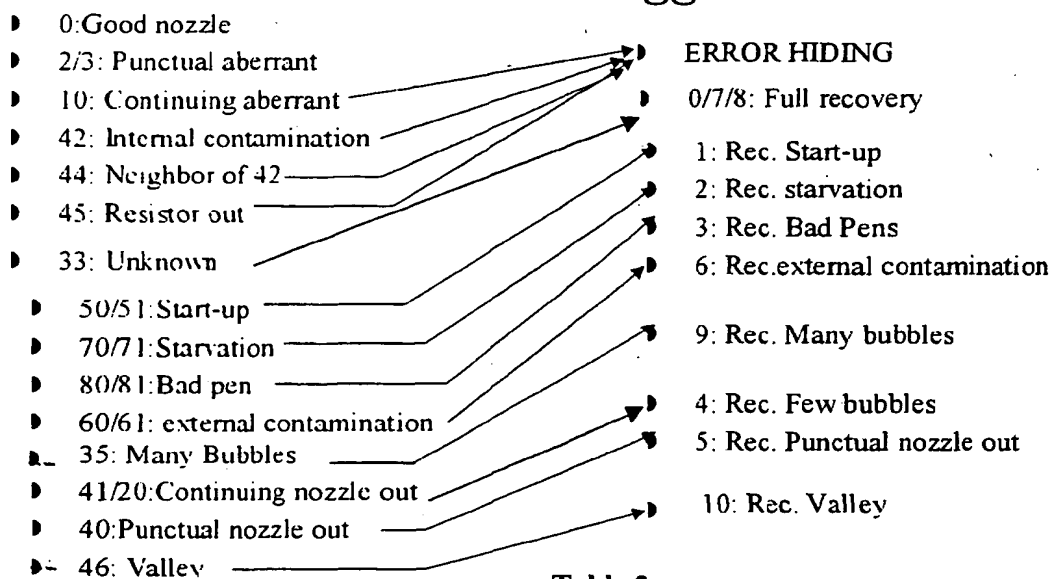 0:Good nozzle
2/3: Punctual aberrant
10: Continuing aberrant
42: Internal contamination
44: Neighbor of 42
45: Resistor out
33: Unknown
50/51:Start-up
70/71:Starvation
80/81:Bad pen
60/61: external contamination
35: Many Bubbles
41/20:Continuing nozzle out
40:Punctual nozzle out
46: Valley
ERROR HIDING
0/7/8: Full recovery
1: Rec. Start-up
2: Rec. starvation
3: Rec. Bad Pens
6: Rec.external contamination
9: Rec. Many bubbles
4: Rec. Few bubbles
5: Rec. Punctual nozzle out
10: Rec. Valley